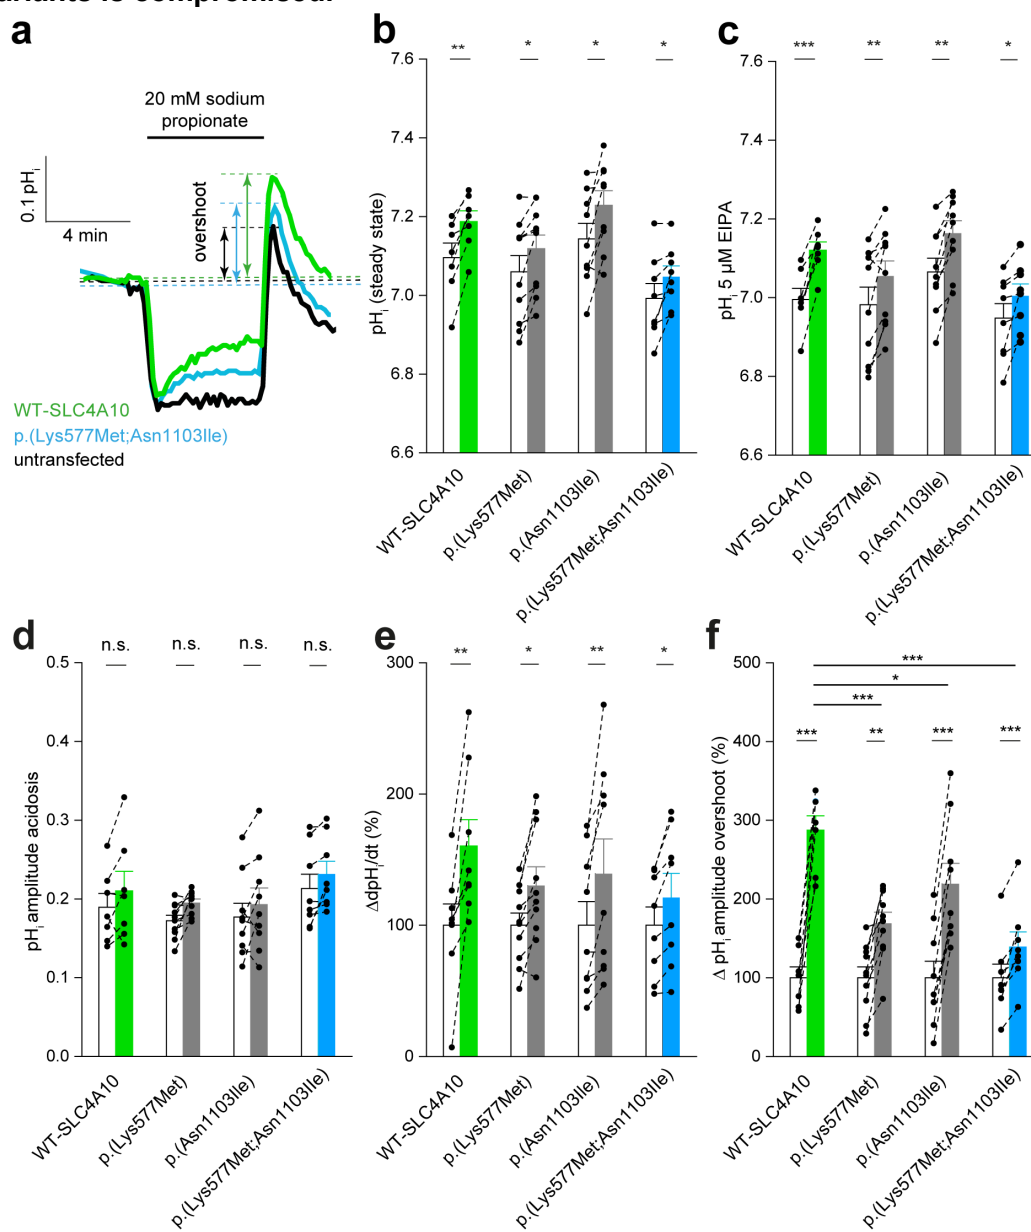 ariants is compromised.
a
20 mM sodium
propionate
0.1 pHi
4 min
overshoot
WT-SLC4A10
p.(Lys577Met;Asn1103Ile)
untransfected
b
** * * *
pHi (steady state)
7.6
7.4
7.2
7.0
6.8
6.6
WT-SLC4A10
p.(Lys577Met)
p.(Asn1103Ile)
p.(Lys577Met;Asn1103Ile)
c
*** ** ** *
pHi 5 µM EIPA
7.6
7.4
7.2
7.0
6.8
6.6
WT-SLC4A10
p.(Lys577Met)
p.(Asn1103Ile)
p.(Lys577Met;Asn1103Ile)
d
n.s. n.s. n.s. n.s.
pHi amplitude acidosis
0.5
0.4
0.3
0.2
0.1
0.0
WT-SLC4A10
p.(Lys577Met)
p.(Asn1103Ile)
p.(Lys577Met;Asn1103Ile)
e
** * ** *
ΔdpHi/dt (%)
300
200
100
0
WT-SLC4A10
p.(Lys577Met)
p.(Asn1103Ile)
p.(Lys577Met;Asn1103Ile)
f
***
*
***
*** ** *** ***
Δ pHi amplitude overshoot (%)
500
400
300
200
100
0
WT-SLC4A10
p.(Lys577Met)
p.(Asn1103Ile)
p.(Lys577Met;Asn1103Ile)